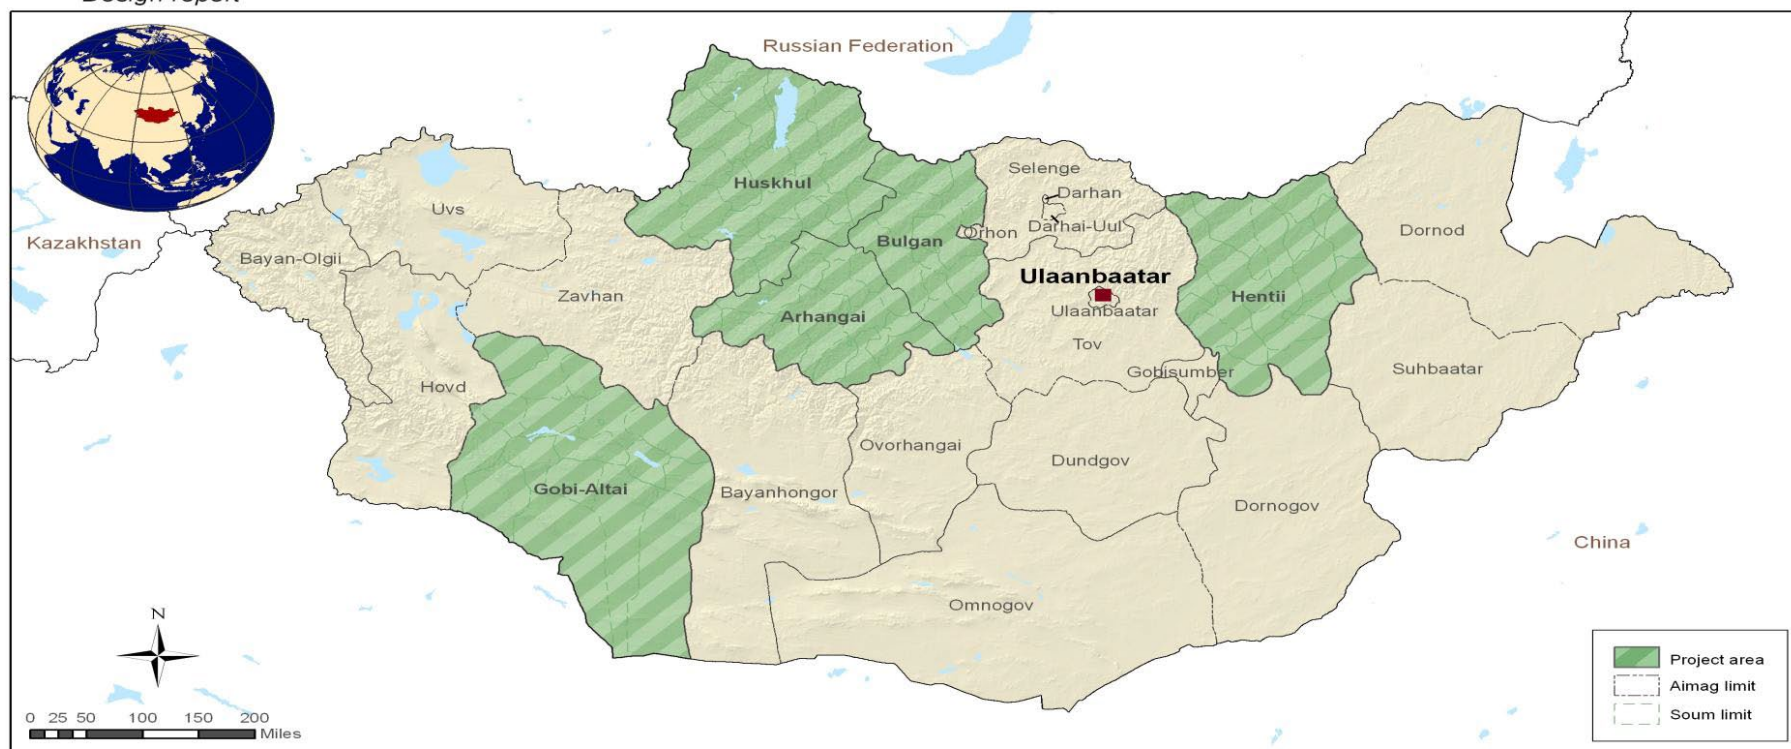 Design report
Russian Federation
Selenge
Huskhul
Darhan
Uvs
Orhon
Darhai-Uul
Dornod
Kazakhstan
Bulgan
Bayan-Olgii
Ulaanbaatar
Zavhan
Hentii
Arhangai
Ulaanbaatar
Tov
Hovd
Gobisumber
Suhbaatar
Ovorhangai
Dundgov
Gobi-Altai
Bayanhongor
Dornogov
China
Omnogov
N
Project area
Aimag limit
Soum limit
0 25 50 100 150 200
Miles